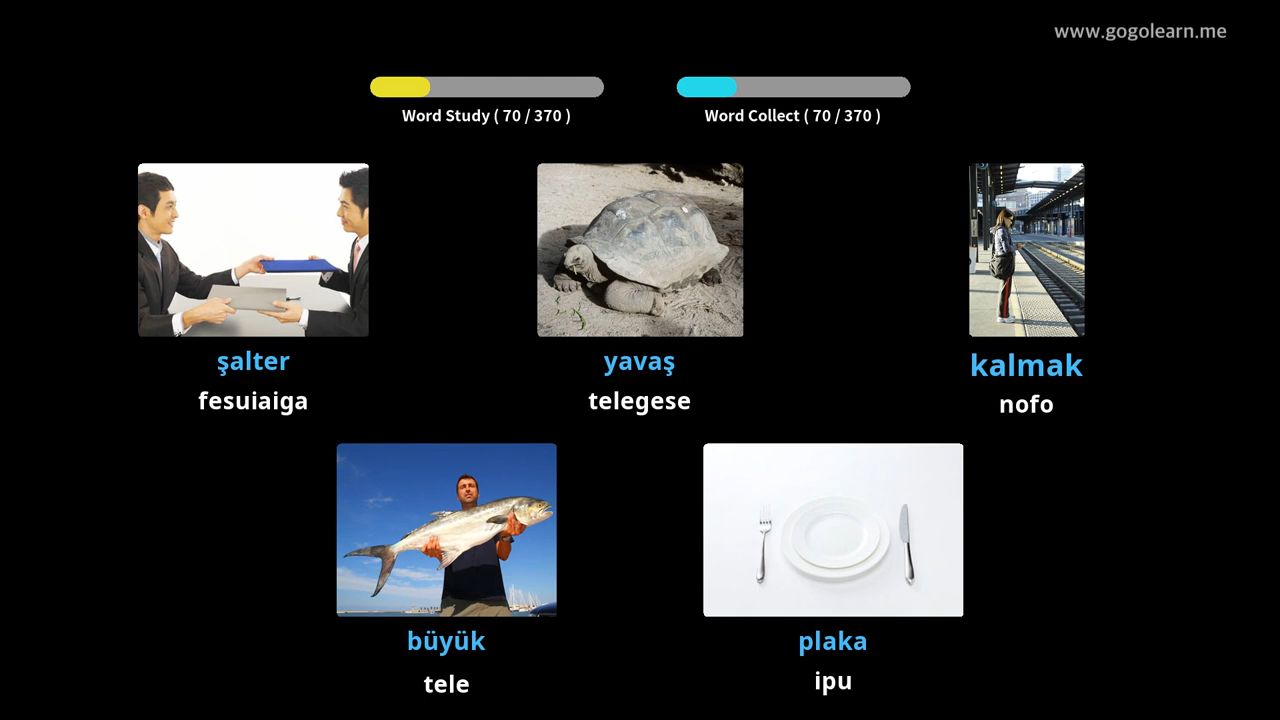 www.gogolearn.me
Word Study ( 70 / 370 )
Word Collect ( 70 / 370 )
şalter
fesuiaiga
yavaş
telegese
kalmak
nofo
büyük
tele
plaka
ipu